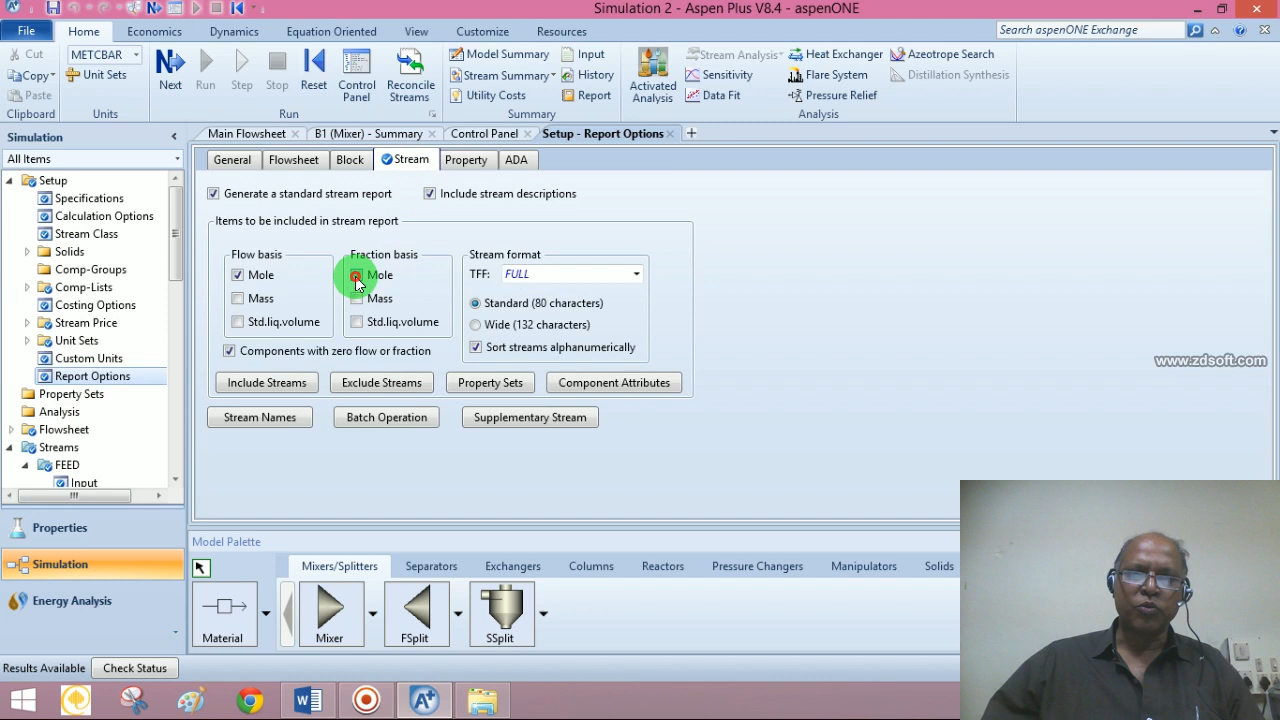 Simulation 2 - Aspen Plus V8.4 - aspenONE
File
Home
Economics
Dynamics
Equation Oriented
View
Customize
Resources
Search aspenONE Exchange
Cut
METCBAR
Model Summary
Input
Stream Analysis
Heat Exchanger
Azeotrope Search
Copy
Unit Sets
Next
Run
Step
Stop
Reset
Control Panel
Reconcile Streams
Stream Summary
History
Activated Analysis
Sensitivity
Flare System
Distillation Synthesis
Paste
Utility Costs
Report
Data Fit
Pressure Relief
Clipboard
Units
Run
Summary
Analysis
Simulation
Main Flowsheet
B1 (Mixer) - Summary
Control Panel
Setup - Report Options
All Items
General
Flowsheet
Block
Stream
Property
ADA
Setup
Specifications
Calculation Options
Stream Class
Solids
Comp-Groups
Comp-Lists
Costing Options
Stream Price
Unit Sets
Custom Units
Report Options
Property Sets
Analysis
Flowsheet
Streams
FEED
Input
Generate a standard stream report
Include stream descriptions
Items to be included in stream report
Flow basis
Mole
Mass
Std.liq.volume
Fraction basis
Mole
Mass
Std.liq.volume
Stream format
TFF:
FULL
Standard (80 characters)
Wide (132 characters)
Sort streams alphanumerically
Components with zero flow or fraction
Include Streams
Exclude Streams
Property Sets
Component Attributes
Stream Names
Batch Operation
Supplementary Stream
www.zdsoft.com
Properties
Simulation
Energy Analysis
Model Palette
Mixers/Splitters
Separators
Exchangers
Columns
Reactors
Pressure Changers
Manipulators
Solids
Material
Mixer
FSplit
SSplit
Results Available
Check Status